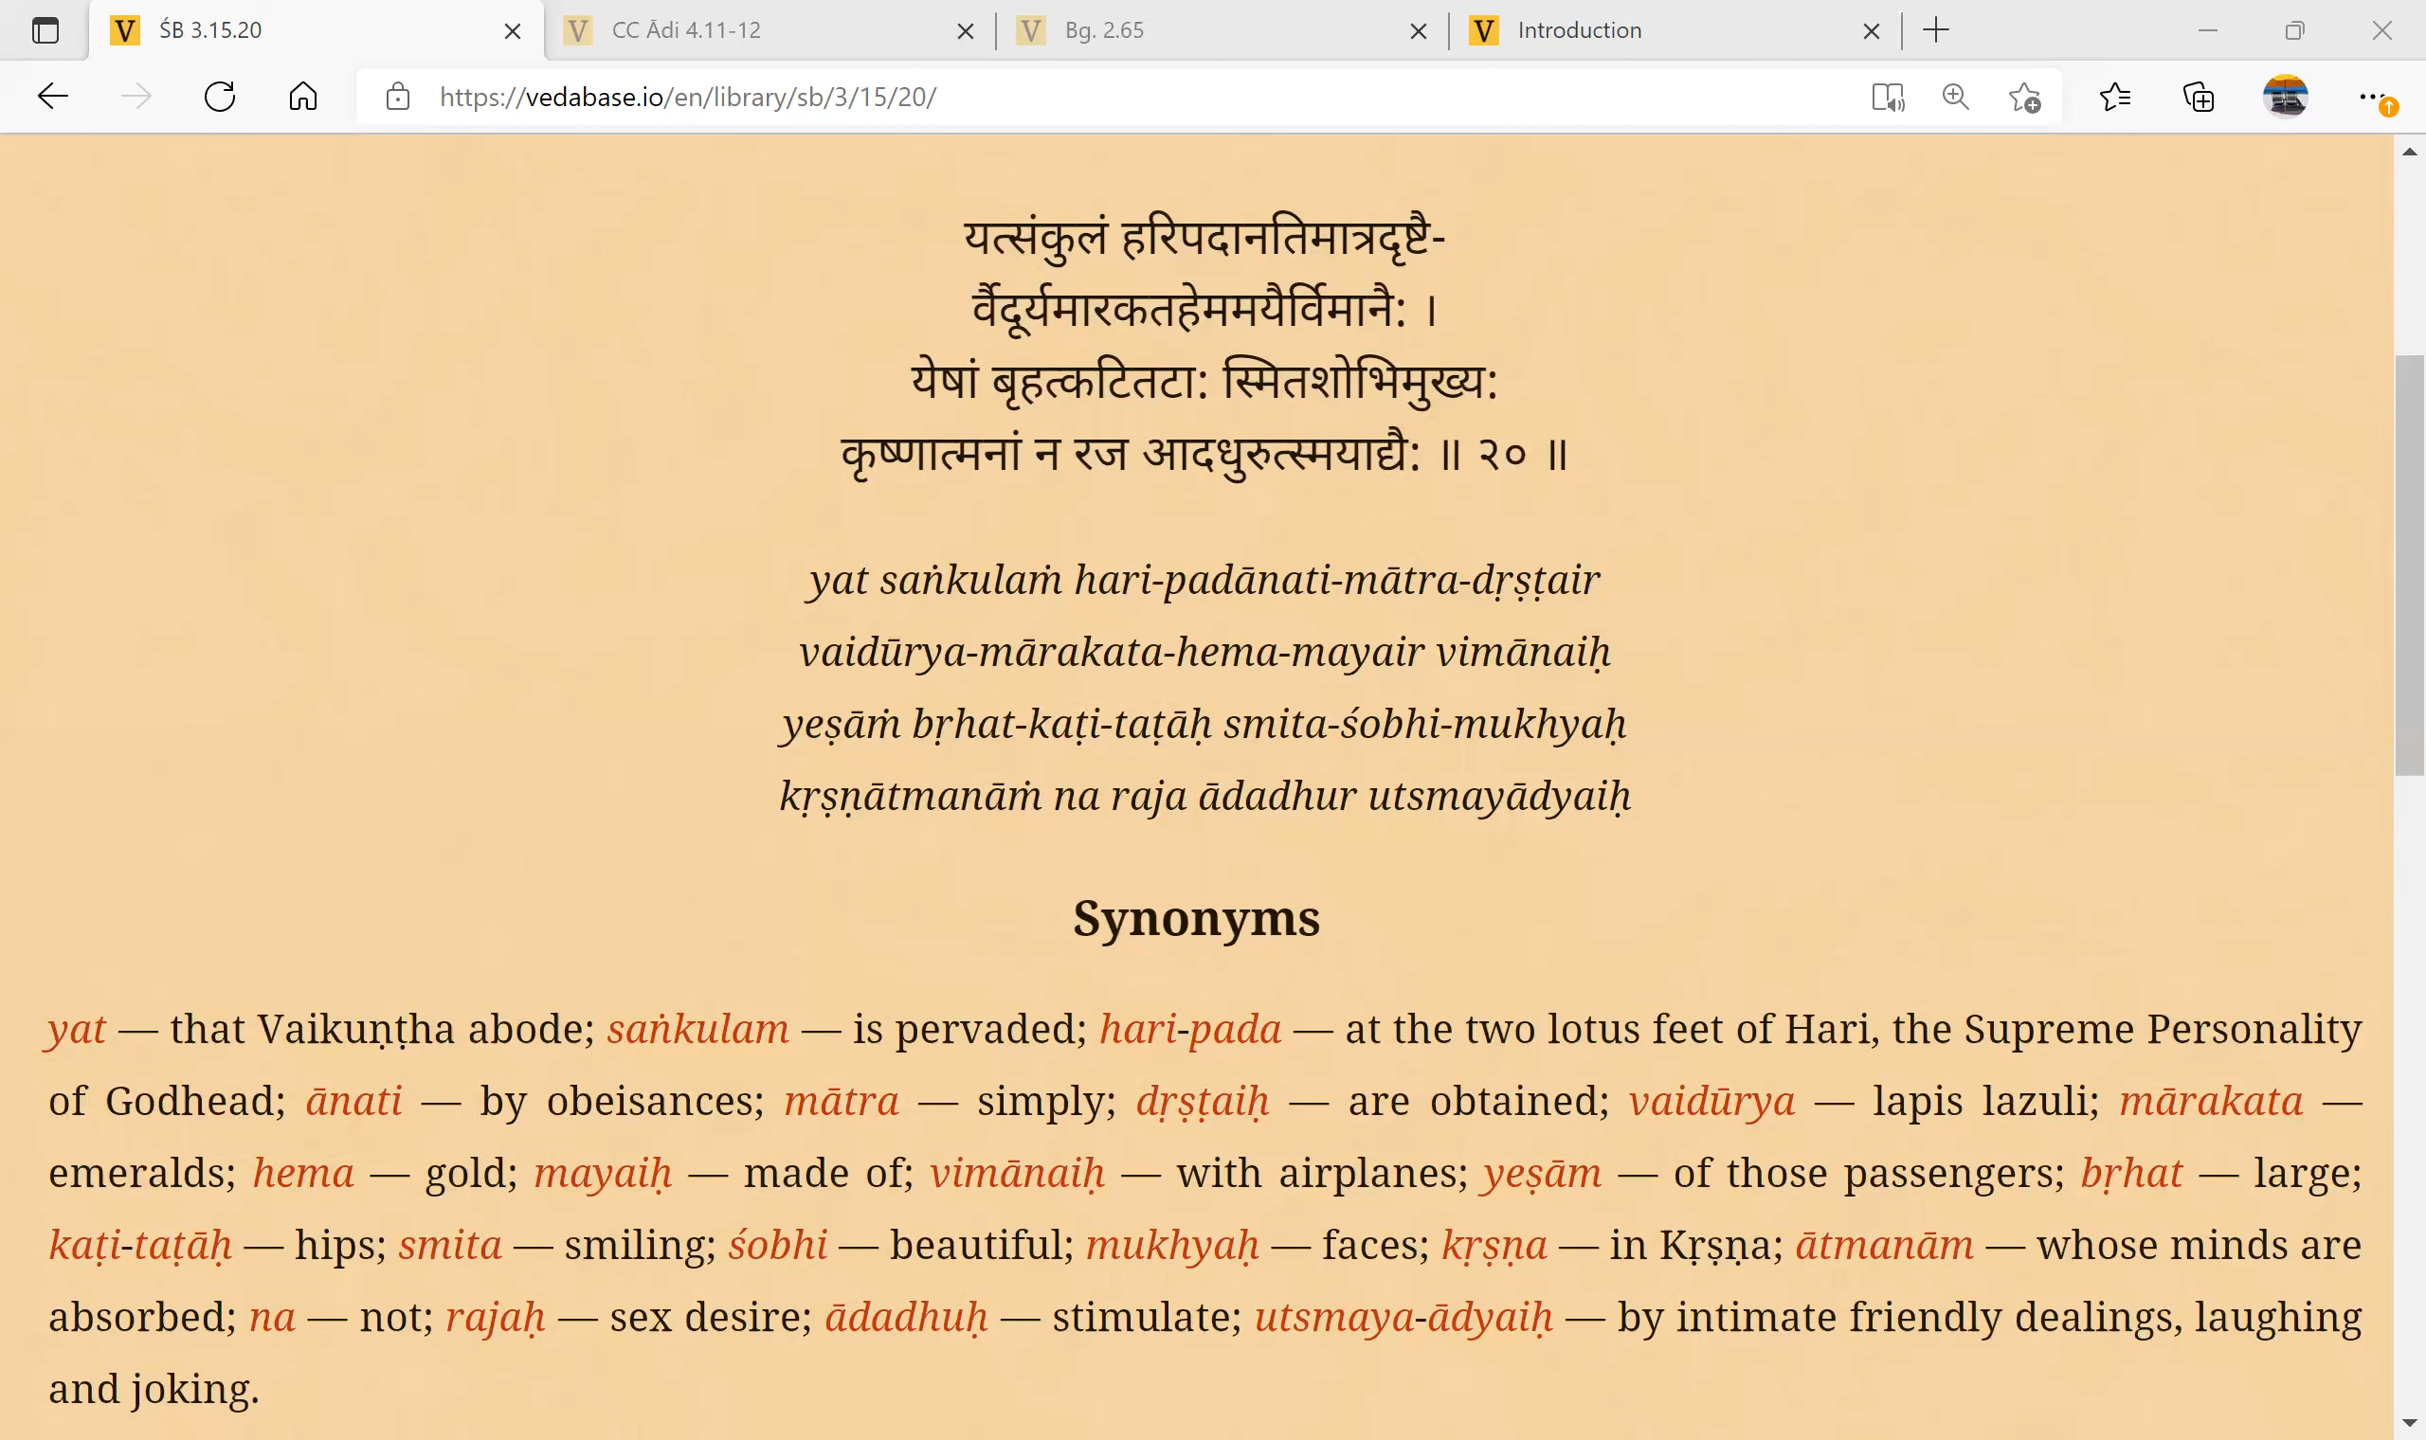 ŚB 3.15.20
CC Ādi 4.11-12
Bg. 2.65
Introduction
https://vedabase.io/en/library/sb/3/15/20/
यत्संकुलं हरिपदानतिमात्रदृष्टै-
र्वैदूर्यमारकतहेममयैर्विमानै: ।
येषां बृहत्कटितटा: स्मितशोभिमुख्य:
कृष्णात्मनां न रज आदधुरुत्स्मयाद्यै: ॥ २० ॥
yat saṅkulaṁ hari-padānati-mātra-dṛṣṭair
vaidūrya-mārakata-hema-mayair vimānaiḥ
yeṣāṁ bṛhat-kaṭi-taṭāḥ smita-śobhi-mukhyaḥ
kṛṣṇātmanāṁ na raja ādadhur utsmayādyaiḥ
Synonyms
yat — that Vaikuṇṭha abode; saṅkulam — is pervaded; hari-pada — at the two lotus feet of Hari, the Supreme Personality
of Godhead; ānati — by obeisances; mātra — simply; dṛṣṭaiḥ — are obtained; vaidūrya — lapis lazuli; mārakata —
emeralds; hema — gold; mayaiḥ — made of; vimānaiḥ — with airplanes; yeṣām — of those passengers; bṛhat — large;
kaṭi-taṭāḥ — hips; smita — smiling; śobhi — beautiful; mukhyaḥ — faces; kṛṣṇa — in Kṛṣṇa; ātmanām — whose minds are
absorbed; na — not; rajaḥ — sex desire; ādadhuḥ — stimulate; utsmaya-ādyaiḥ — by intimate friendly dealings, laughing
and joking.